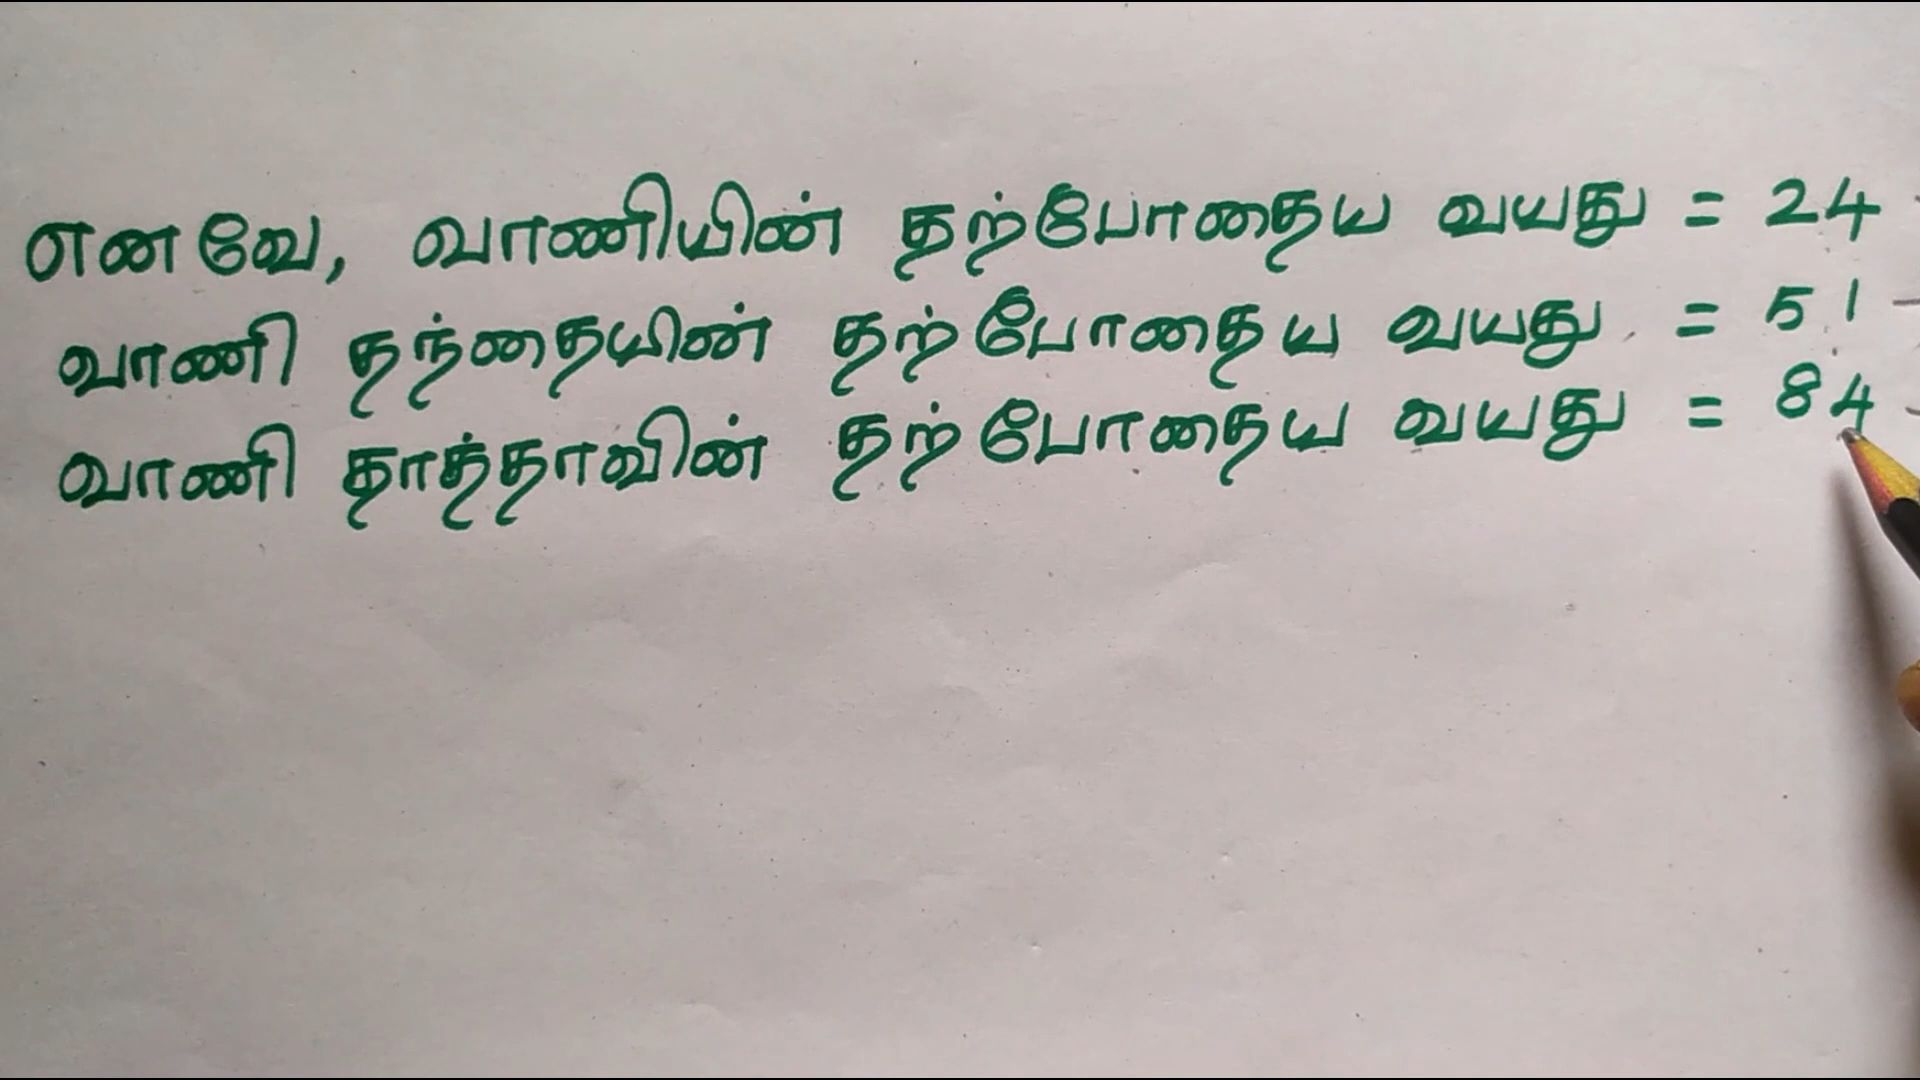 எனவே, வாணியின் தற்போதைய வயது = 24
வாணி தந்தையின் தற்போதைய வயது = 51
வாணி தாத்தாவின் தற்போதைய வயது = 84